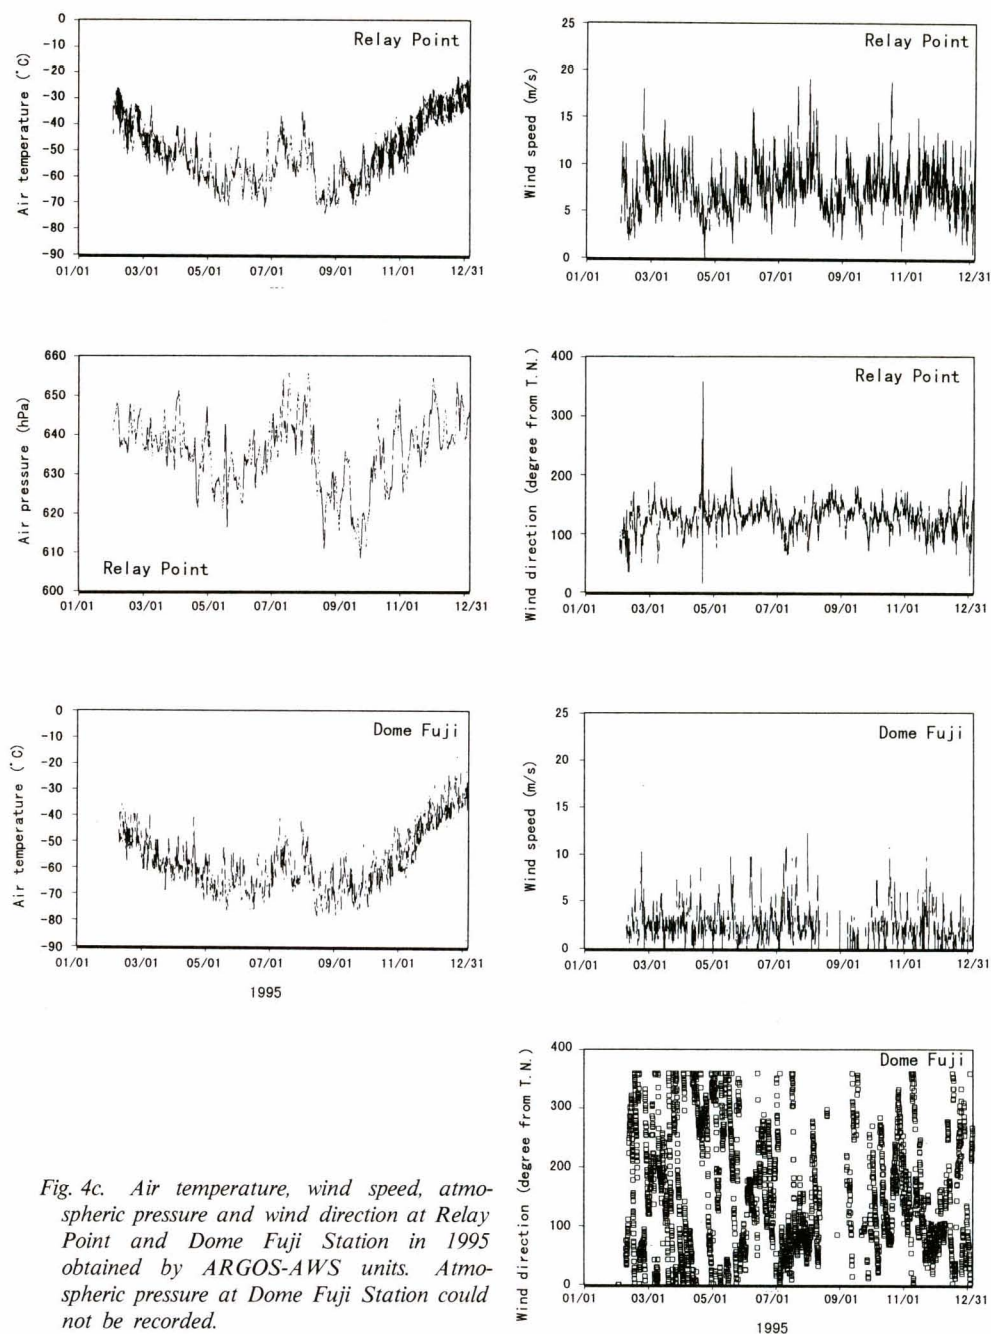 Relay Point
Air temperature (°C)
0
-10
-20
-30
-40
-50
-60
-70
-80
-90
01/01 03/01 05/01 07/01 09/01 11/01 12/31
Relay Point
Wind speed (m/s)
25
20
15
10
5
0
01/01 03/01 05/01 07/01 09/01 11/01 12/31
Relay Point
Air pressure (hPa)
660
650
640
630
620
610
600
01/01 03/01 05/01 07/01 09/01 11/01 12/31
Relay Point
Wind direction (degree from T.N.)
400
300
200
100
0
01/01 03/01 05/01 07/01 09/01 11/01 12/31
Dome Fuji
Air temperature (°C)
0
-10
-20
-30
-40
-50
-60
-70
-80
-90
01/01 03/01 05/01 07/01 09/01 11/01 12/31
1995
Dome Fuji
Wind speed (m/s)
25
20
15
10
5
0
01/01 03/01 05/01 07/01 09/01 11/01 12/31
Dome Fuji
Wind direction (degree from T.N.)
400
300
200
100
0
01/01 03/01 05/01 07/01 09/01 11/01 12/31
1995
Fig. 4c. Air temperature, wind speed, atmo-
spheric pressure and wind direction at Relay
Point and Dome Fuji Station in 1995
obtained by ARGOS-AWS units. Atmo-
spheric pressure at Dome Fuji Station could
not be recorded.